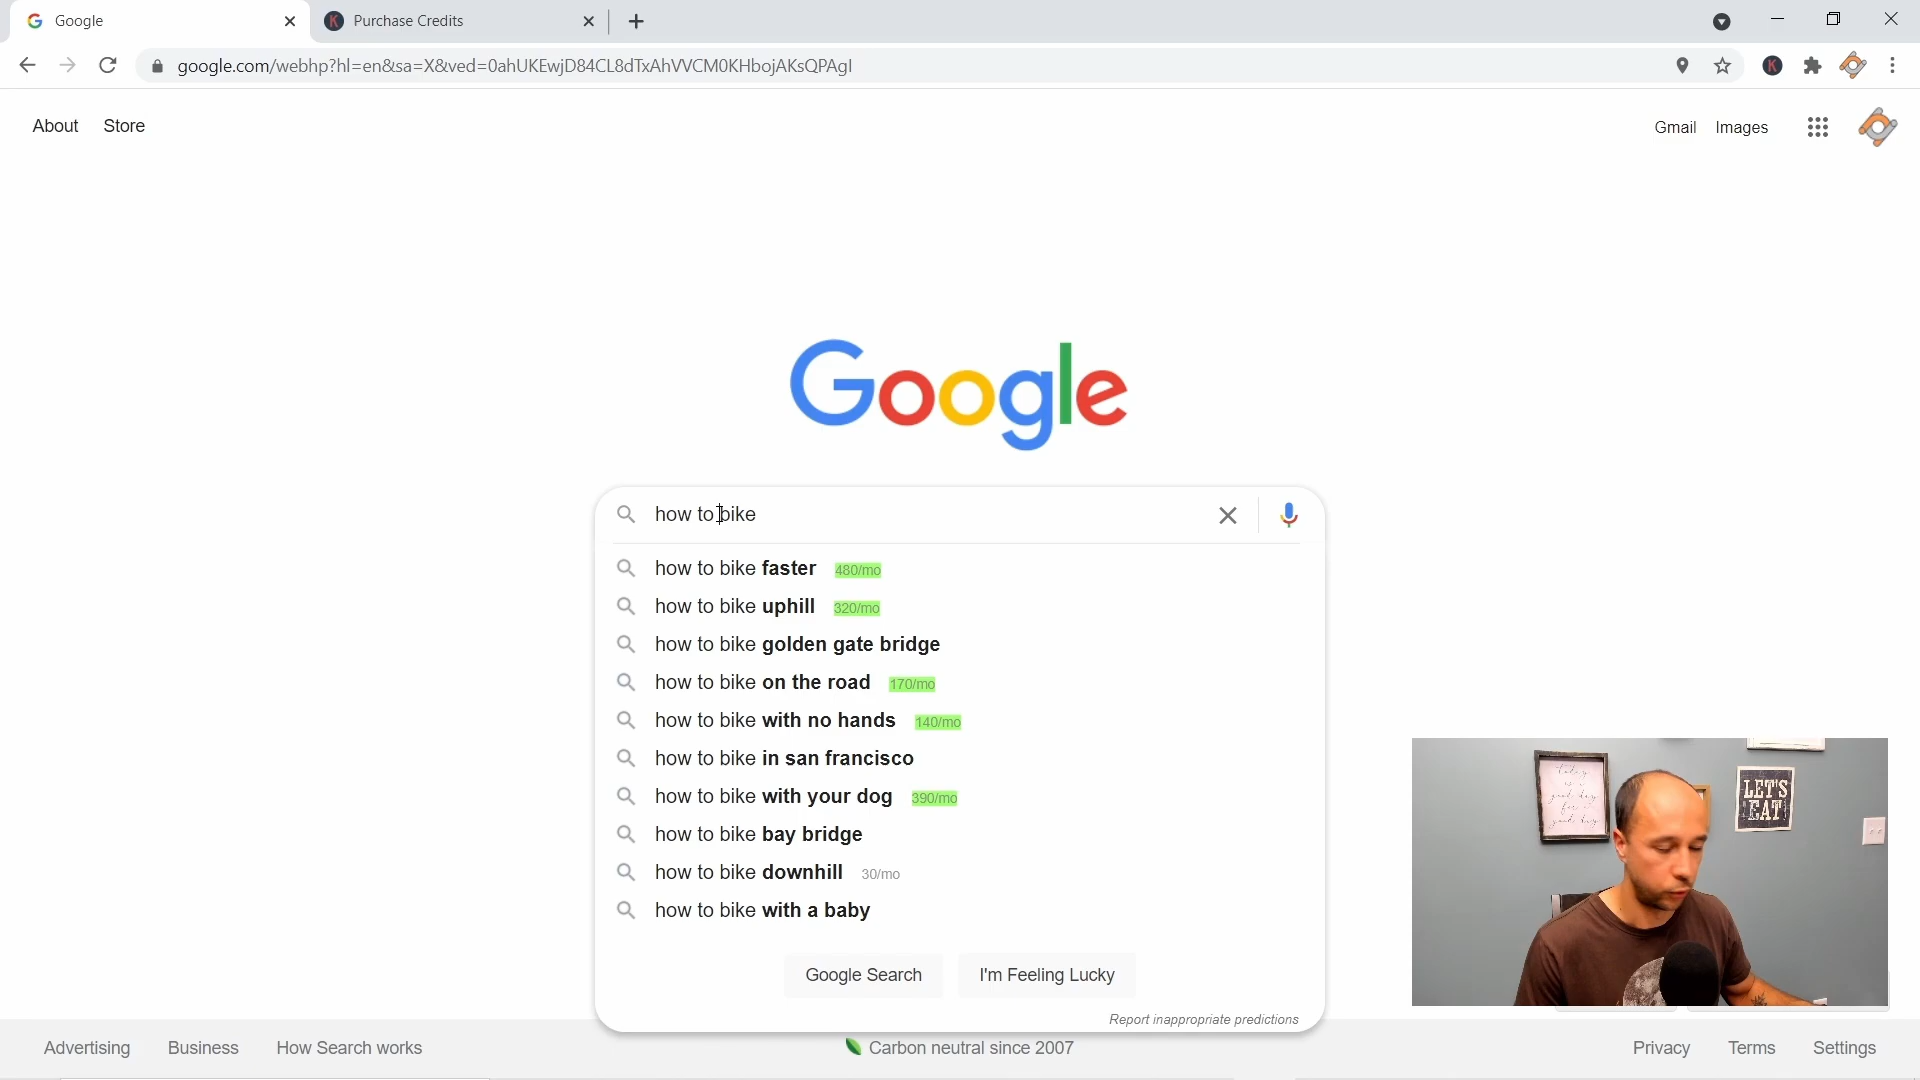 Google
Purchase Credits
google.com/webhp?hl=en&sa=X&ved=0ahUKEwjD84CL8dTxAhVVCM0KHbojAKsQPAgI
About
Store
Gmail
Images
Google
how to bike
how to bike faster 480/mo
how to bike uphill 320/mo
how to bike golden gate bridge
how to bike on the road 170/mo
how to bike with no hands 140/mo
how to bike in san francisco
how to bike with your dog 390/mo
how to bike bay bridge
how to bike downhill 30/mo
how to bike with a baby
Google Search
I'm Feeling Lucky
Report inappropriate predictions
LET'S
EAT
Advertising
Business
How Search works
Carbon neutral since 2007
Privacy
Terms
Settings